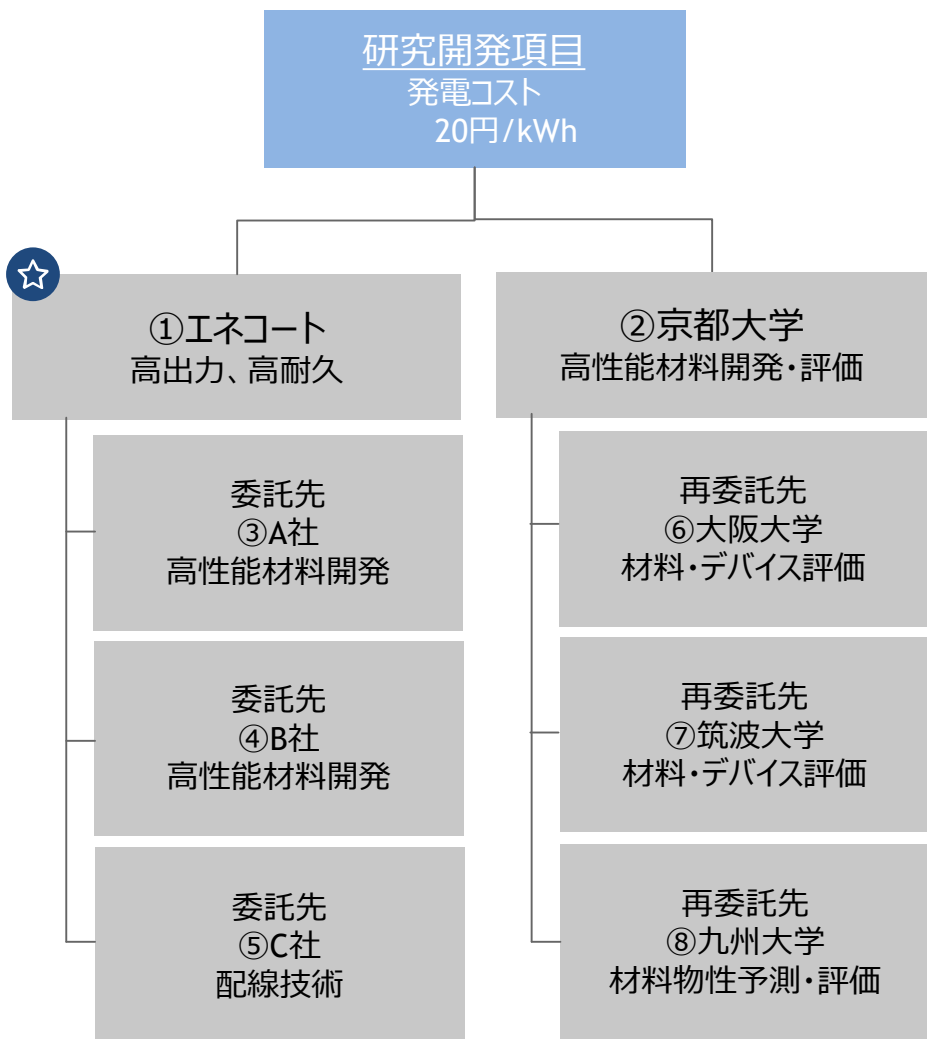 研究開発項目
発電コスト
20円/kWh
①エネコート
高出力、高耐久
②京都大学
高性能材料開発・評価
委託先
③A社
高性能材料開発
委託先
④B社
高性能材料開発
委託先
⑤C社
配線技術
再委託先
⑥大阪大学
材料・デバイス評価
再委託先
⑦筑波大学
材料・デバイス評価
再委託先
⑧九州大学
材料物性予測・評価